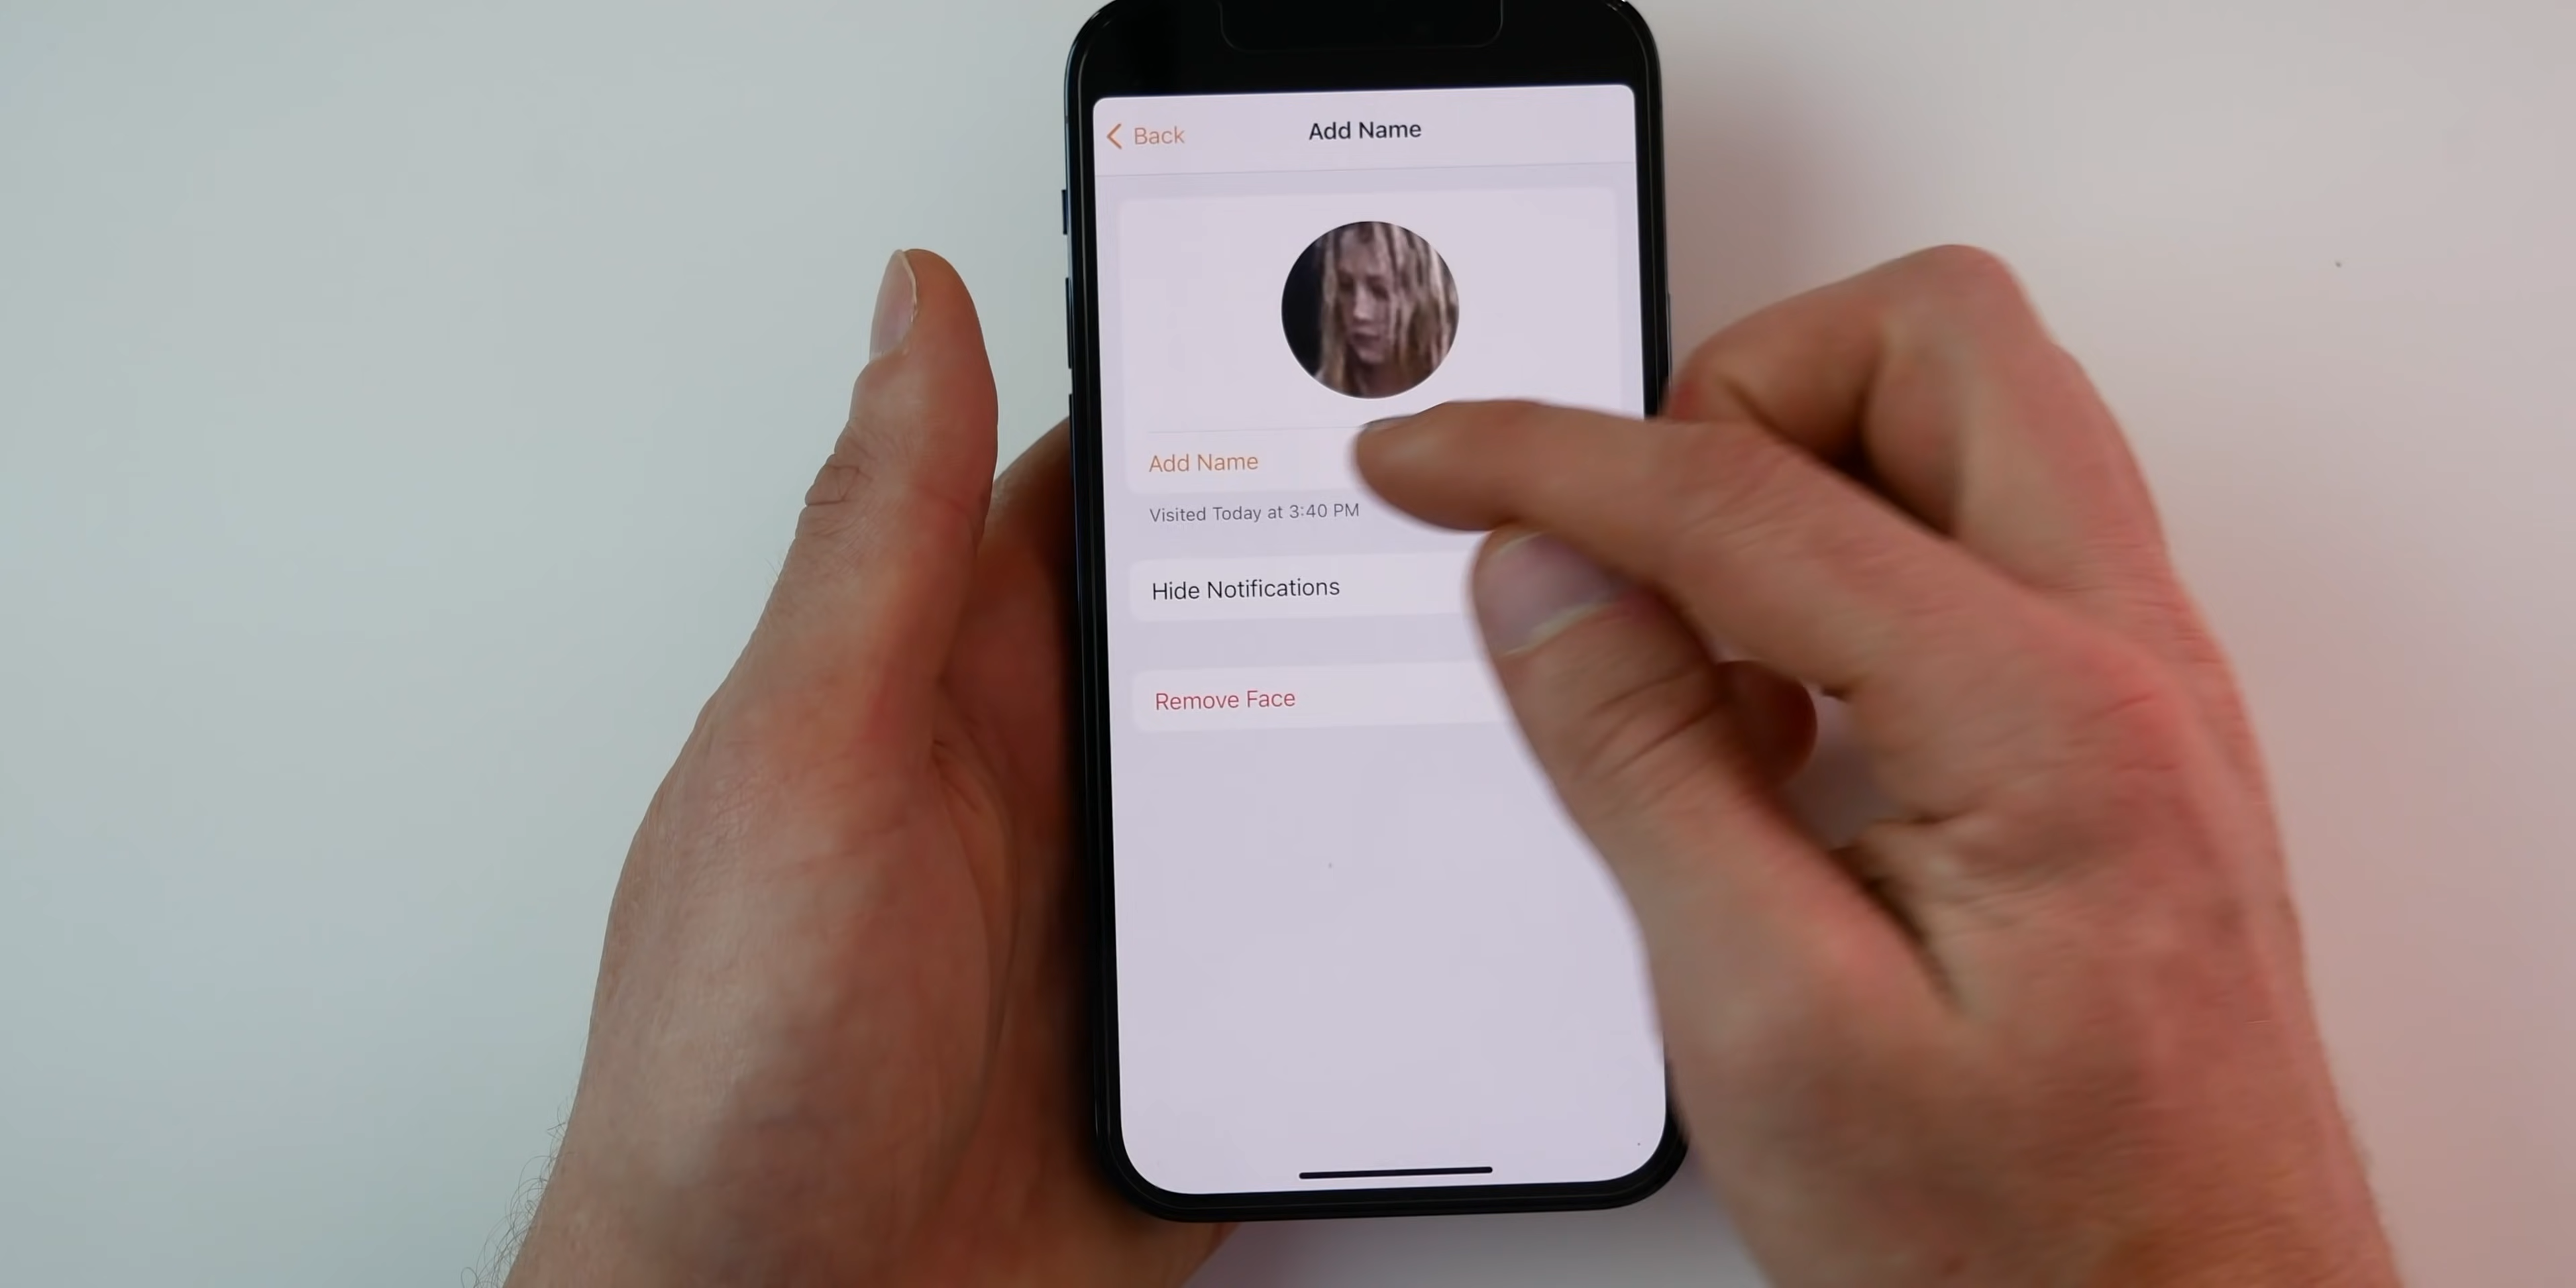 Back
Add Name
Add Name
Visited Today at 3:40 PM
Hide Notifications
Remove Face